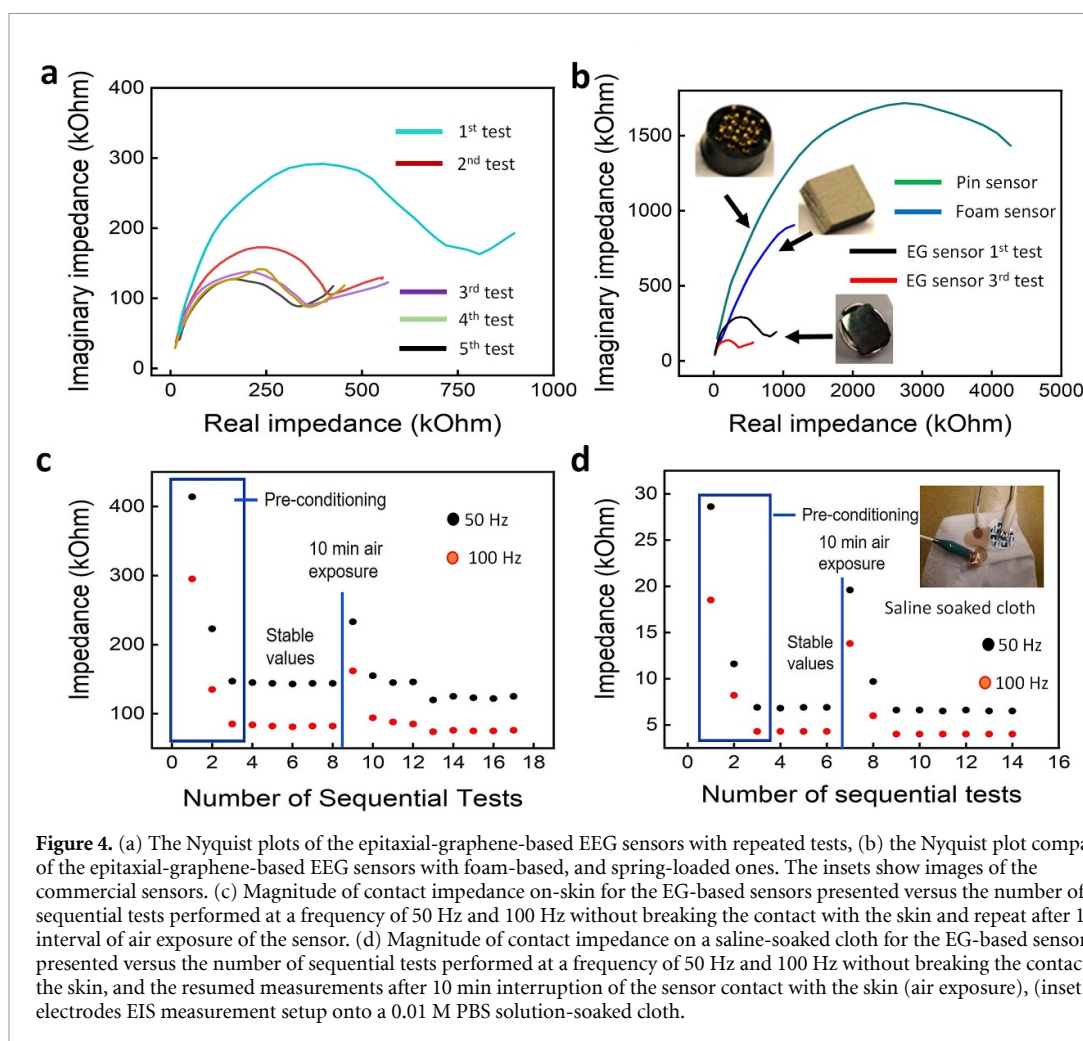 a
Imaginary impedance (kOhm)
400
300
200
100
0
1st test
2nd test
3rd test
4th test
5th test
0 250 500 750 1000
Real impedance (kOhm)
b
Imaginary impedance (kOhm)
1500
1000
500
0
Pin sensor
Foam sensor
EG sensor 1st test
EG sensor 3rd test
0 1000 2000 3000 4000 5000
Real impedance (kOhm)
c
Impedance (kOhm)
400
300
200
100
Pre-conditioning
50 Hz
100 Hz
10 min air
exposure
Stable
values
0 2 4 6 8 10 12 14 16 18
Number of Sequential Tests
d
Impedance (kOhm)
30
25
20
15
10
5
Pre-conditioning
10 min air
exposure
Saline soaked cloth
Stable
values
50 Hz
100 Hz
0 2 4 6 8 10 12 14 16
Number of sequential tests
Figure 4. (a) The Nyquist plots of the epitaxial-graphene-based EEG sensors with repeated tests, (b) the Nyquist plot compa
of the epitaxial-graphene-based EEG sensors with foam-based, and spring-loaded ones. The insets show images of the
commercial sensors. (c) Magnitude of contact impedance on-skin for the EG-based sensors presented versus the number of
sequential tests performed at a frequency of 50 Hz and 100 Hz without breaking the contact with the skin and repeat after 1
interval of air exposure of the sensor. (d) Magnitude of contact impedance on a saline-soaked cloth for the EG-based sensor
presented versus the number of sequential tests performed at a frequency of 50 Hz and 100 Hz without breaking the contac
the skin, and the resumed measurements after 10 min interruption of the sensor contact with the skin (air exposure), (inset
electrodes EIS measurement setup onto a 0.01 M PBS solution-soaked cloth.